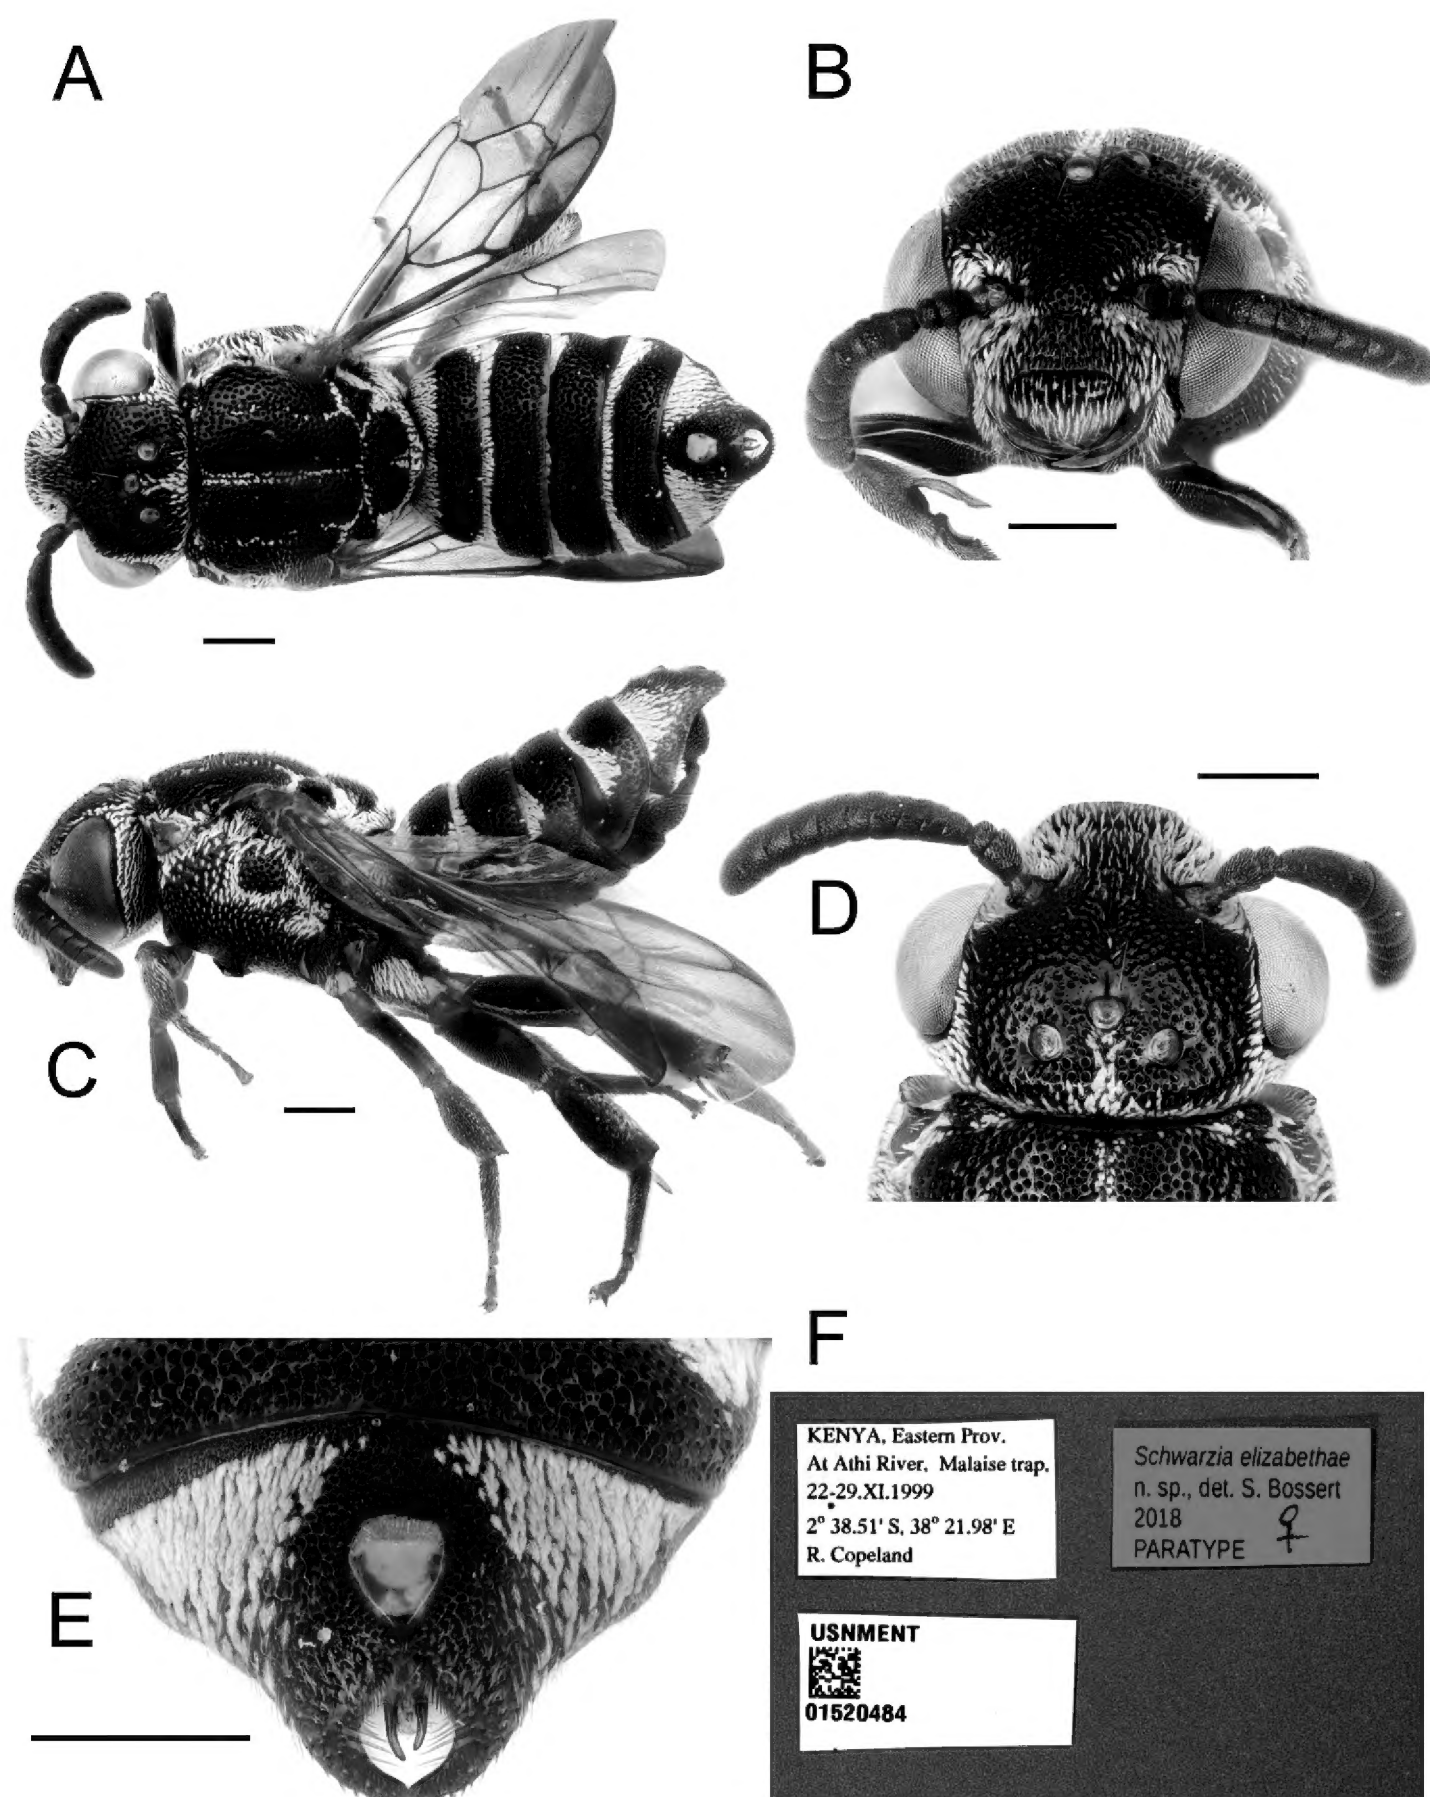 A
B
C
D
E
F
KENYA, Eastern Prov.
At Athi River, Malaise trap.
22-29.XI.1999
2° 38.51' S, 38° 21.98' E
R. Copeland
Schwarzia elizabethae
n. sp., det. S. Bossert
2018
PARATYPE ♀
USNMENT
01520484